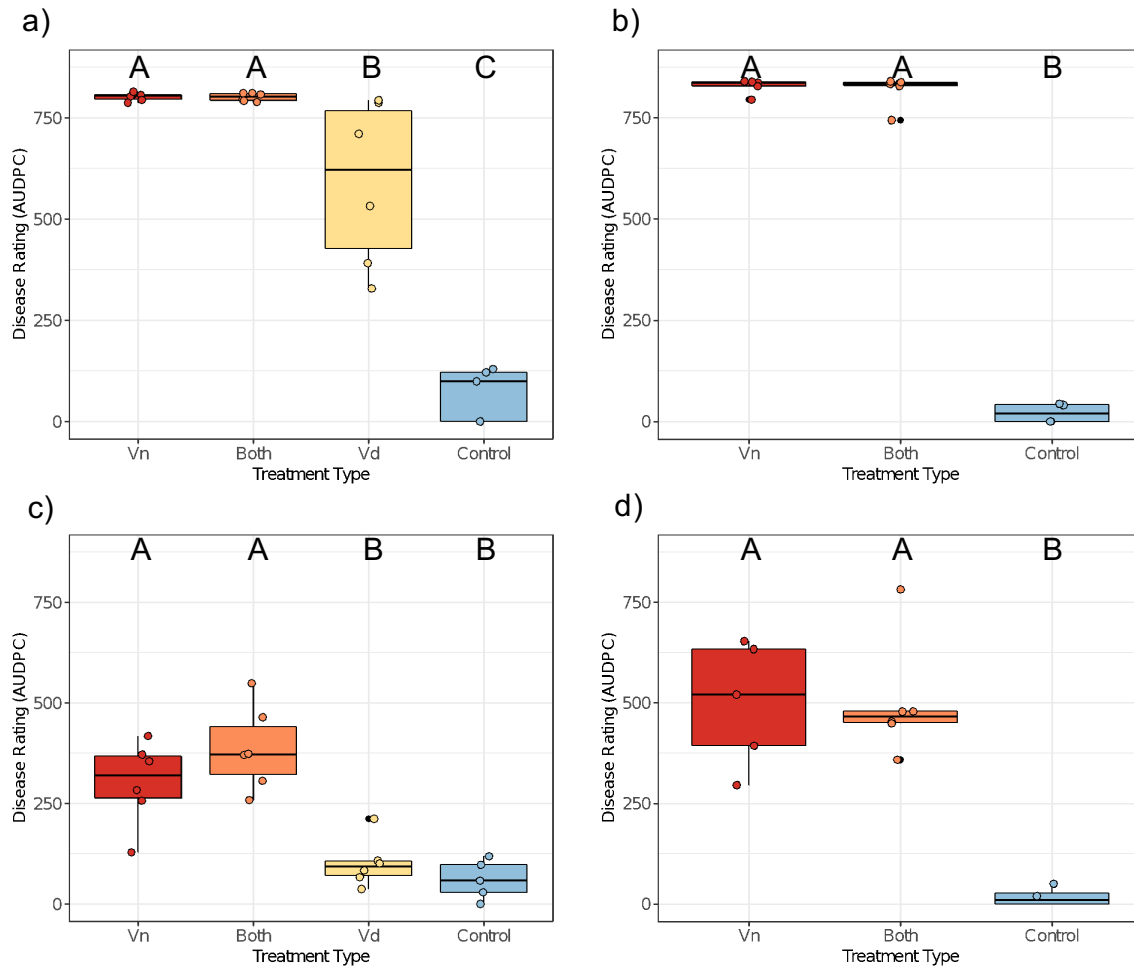 a)
A A B C
Disease Rating (AUDPC)
750
500
250
0
Vn Both Vd Control
Treatment Type
b)
A A B
Disease Rating (AUDPC)
750
500
250
0
Vn Both Control
Treatment Type
c)
A A B B
Disease Rating (AUDPC)
750
500
250
0
Vn Both Vd Control
Treatment Type
d)
A A B
Disease Rating (AUDPC)
750
500
250
0
Vn Both Control
Treatment Type